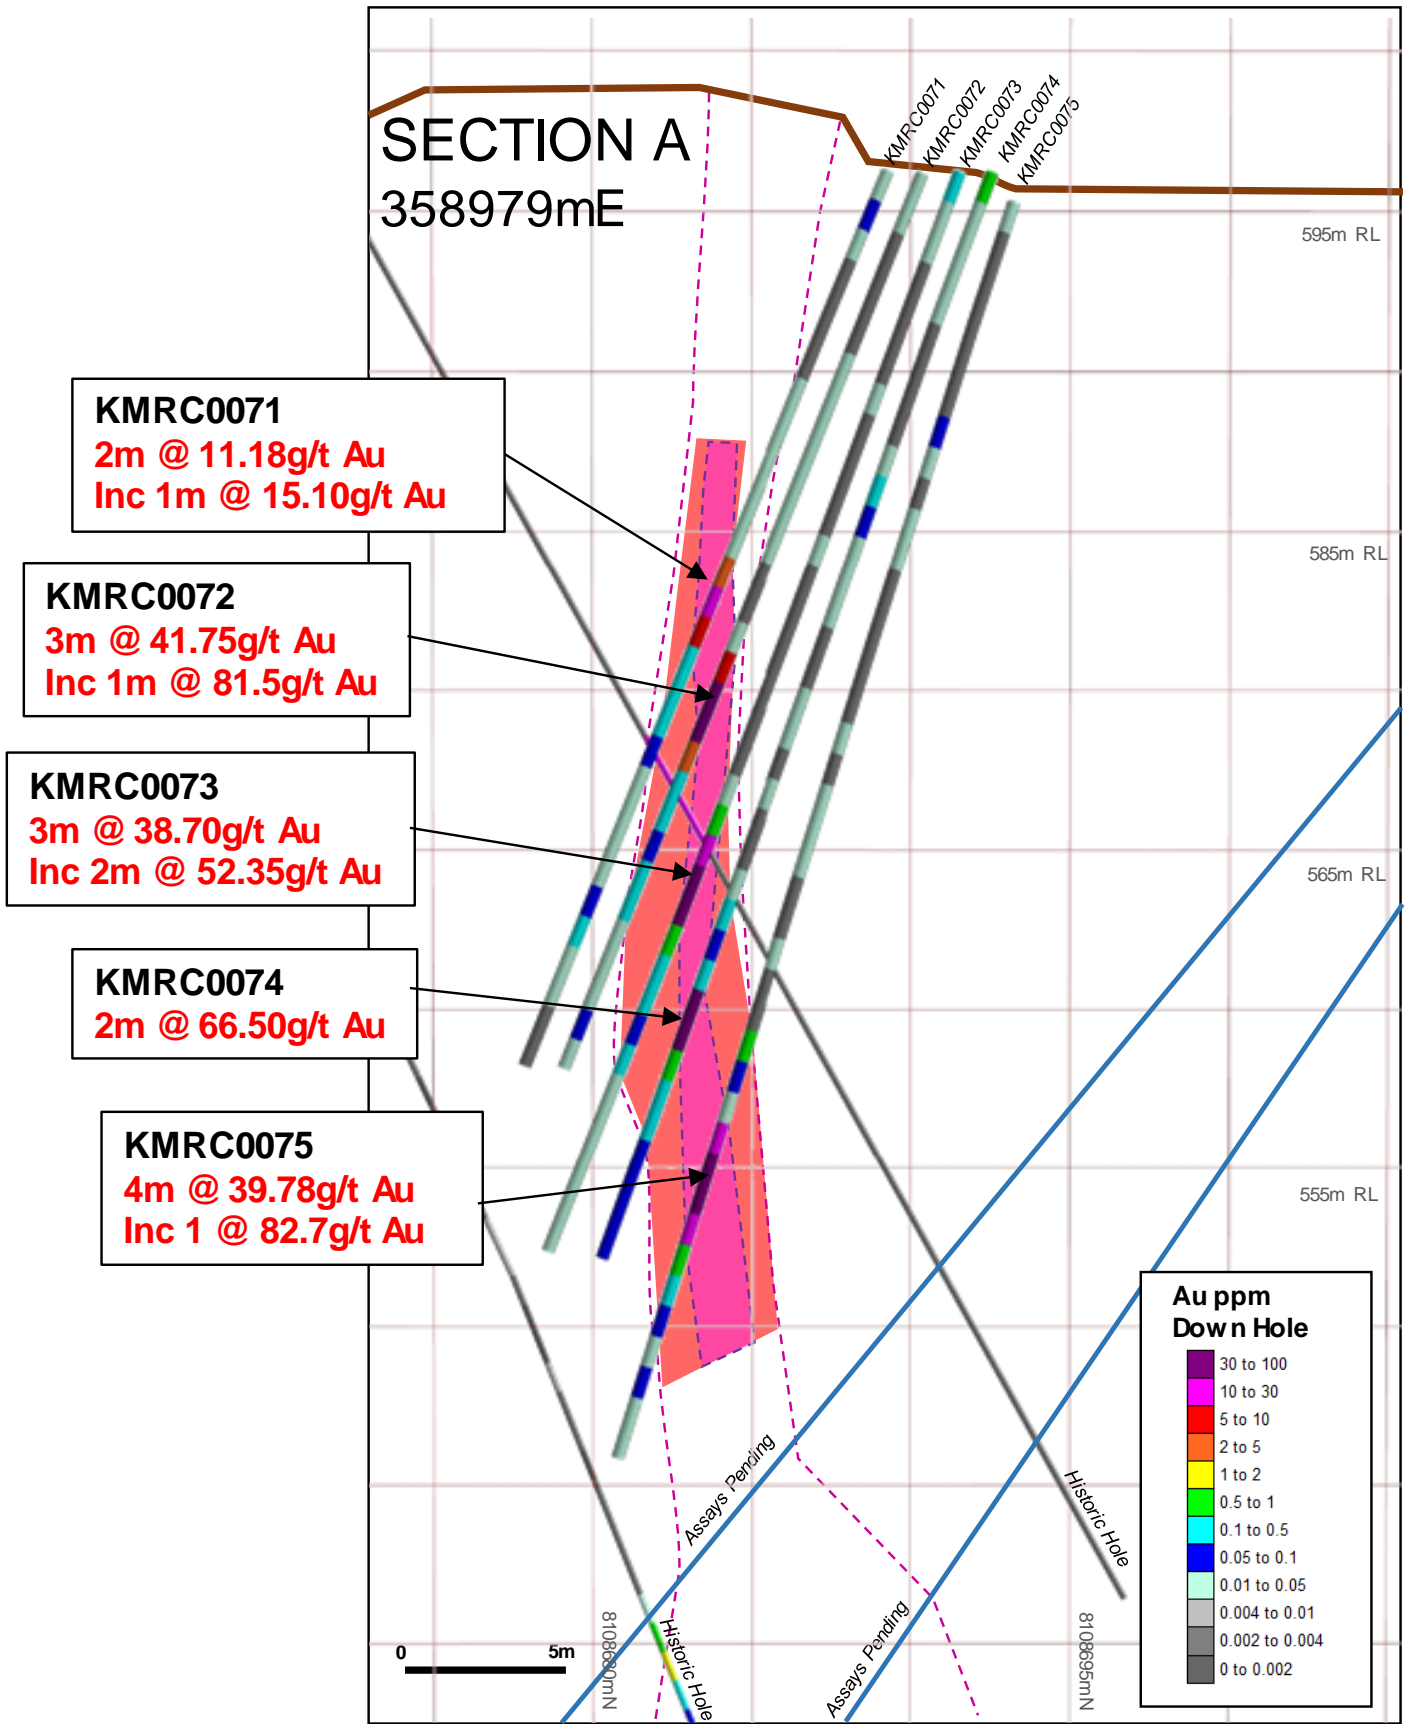 SECTION A
358979mE
KMRC0071
KMRC0072
KMRC0073
KMRC0074
KMRC0075
595m RL
585m RL
565m RL
555m RL
KMRC0071
2m @ 11.18g/t Au
Inc 1m @ 15.10g/t Au
KMRC0072
3m @ 41.75g/t Au
Inc 1m @ 81.5g/t Au
KMRC0073
3m @ 38.70g/t Au
Inc 2m @ 52.35g/t Au
KMRC0074
2m @ 66.50g/t Au
KMRC0075
4m @ 39.78g/t Au
Inc 1 @ 82.7g/t Au
Assays Pending
Assays Pending
Historic Hole
Historic Hole
8108680mN
8108695mN
0 5m
Au ppm
Down Hole
30 to 100
10 to 30
5 to 10
2 to 5
1 to 2
0.5 to 1
0.1 to 0.5
0.05 to 0.1
0.01 to 0.05
0.004 to 0.01
0.002 to 0.004
0 to 0.002